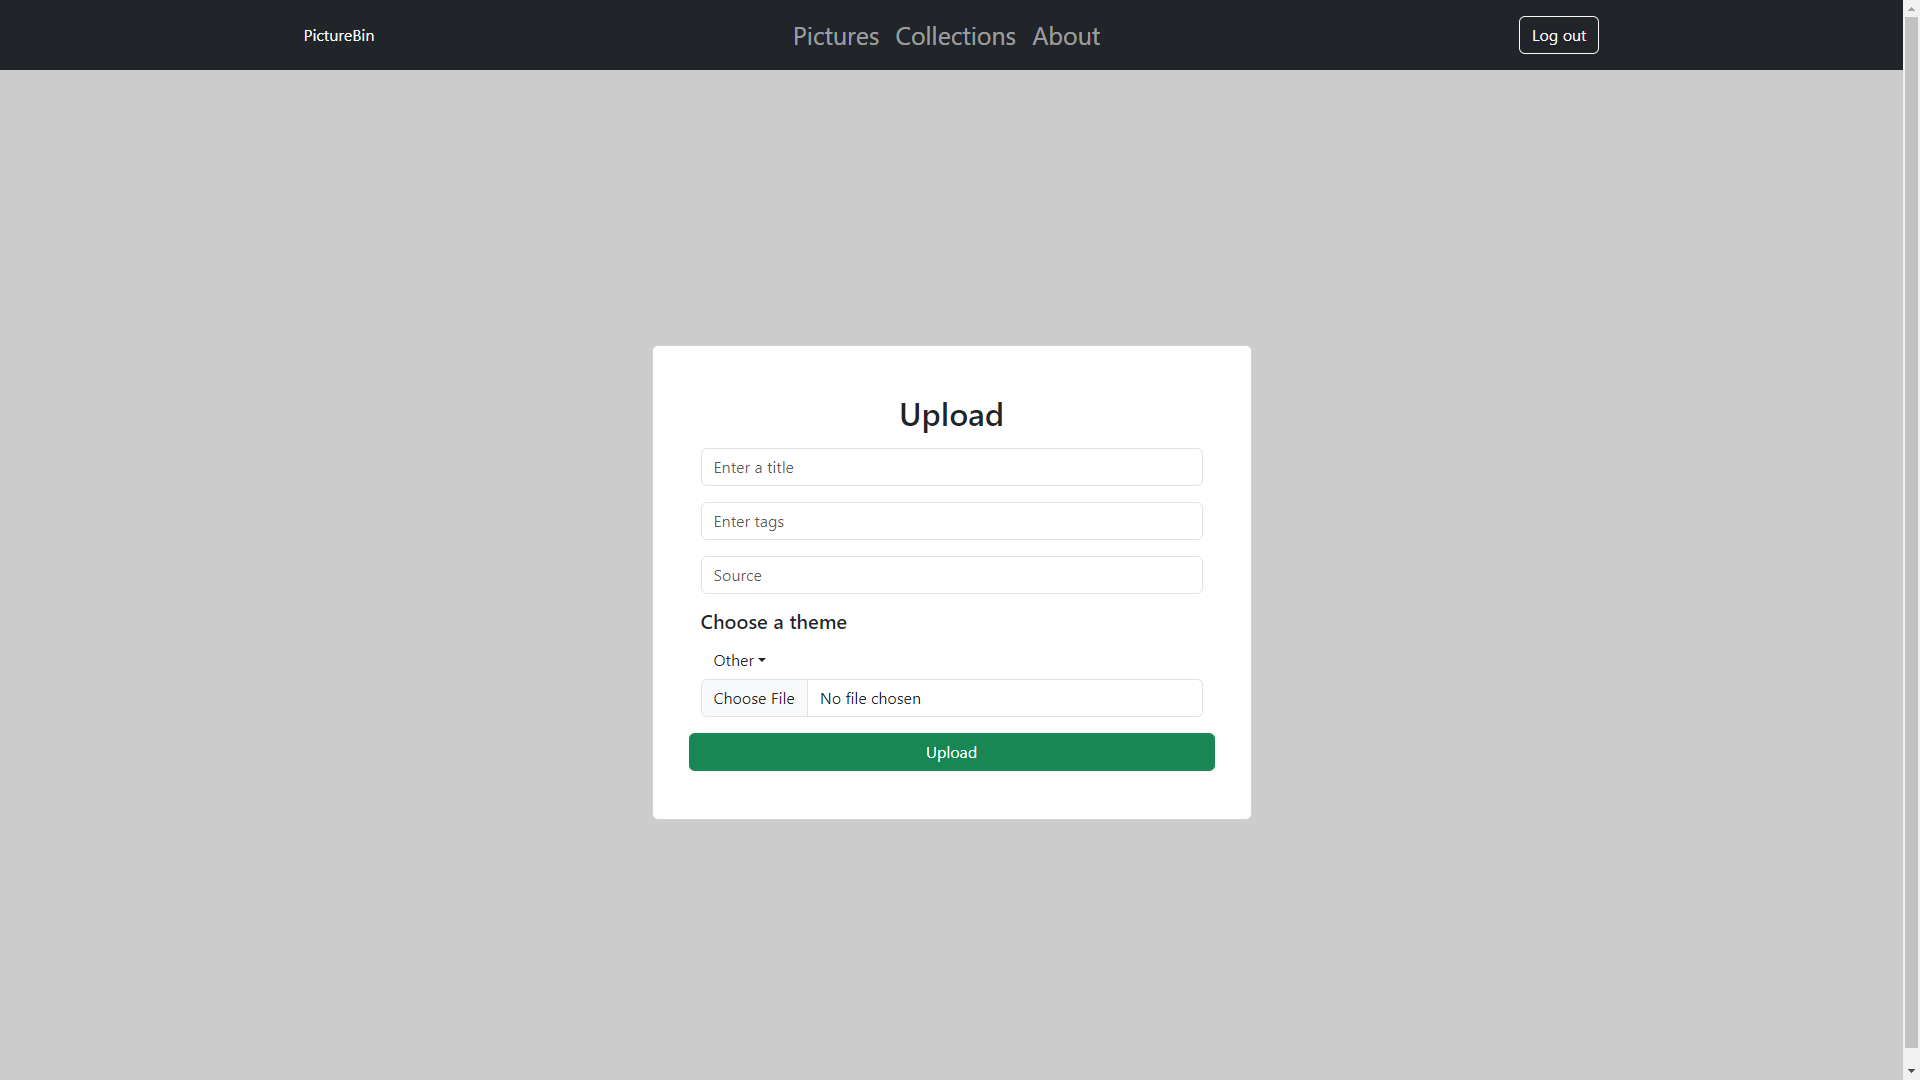 PictureBin
Pictures Collections About
Log out
Upload
Enter a title
Enter tags
Source
Choose a theme
Other
Choose File No file chosen
Upload